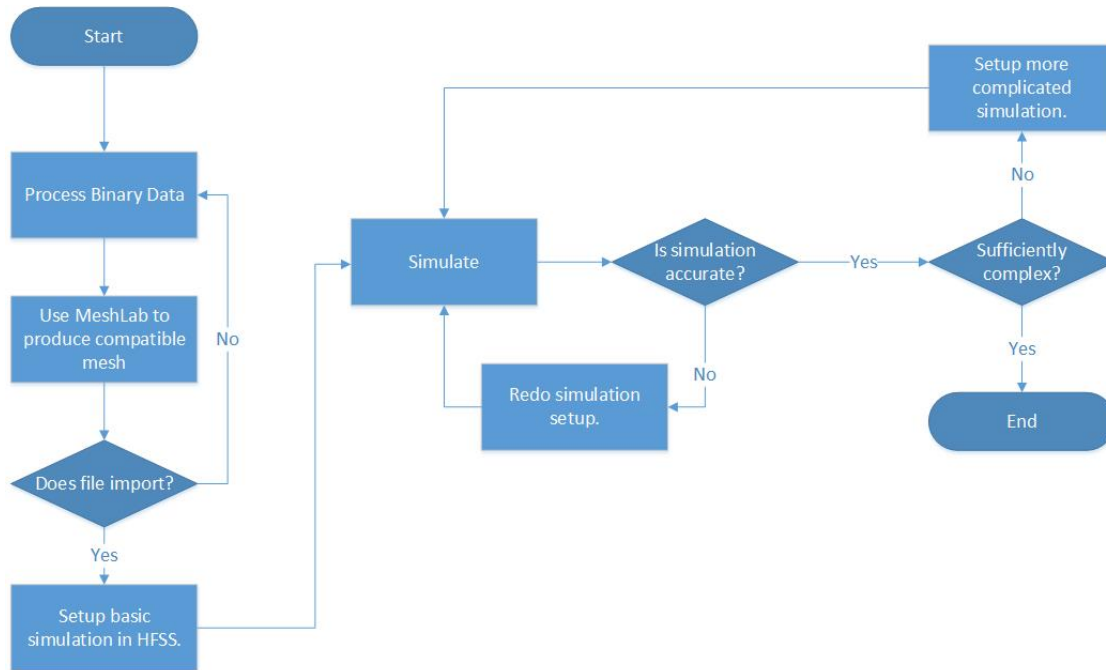 Start
Process Binary Data
Use MeshLab to
produce compatible
mesh
No
Does file import?
Yes
Setup basic
simulation in HFSS.
Simulate
Is simulation
accurate?
No
Redo simulation
setup.
Yes
Sufficiently
complex?
No
Setup more
complicated
simulation.
Yes
End